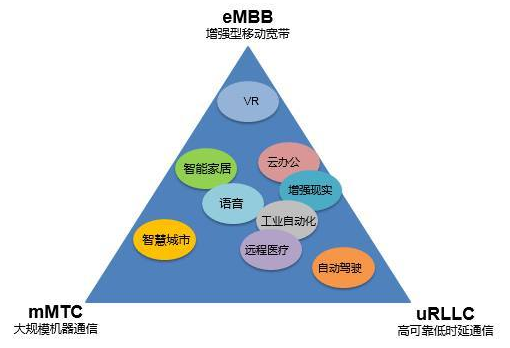 eMBB
增强型移动宽带
VR
智能家居
云办公
增强现实
语音
工业自动化
智慧城市
远程医疗
自动驾驶
mMTC
大规模机器通信
uRLLC
高可靠低时延通信